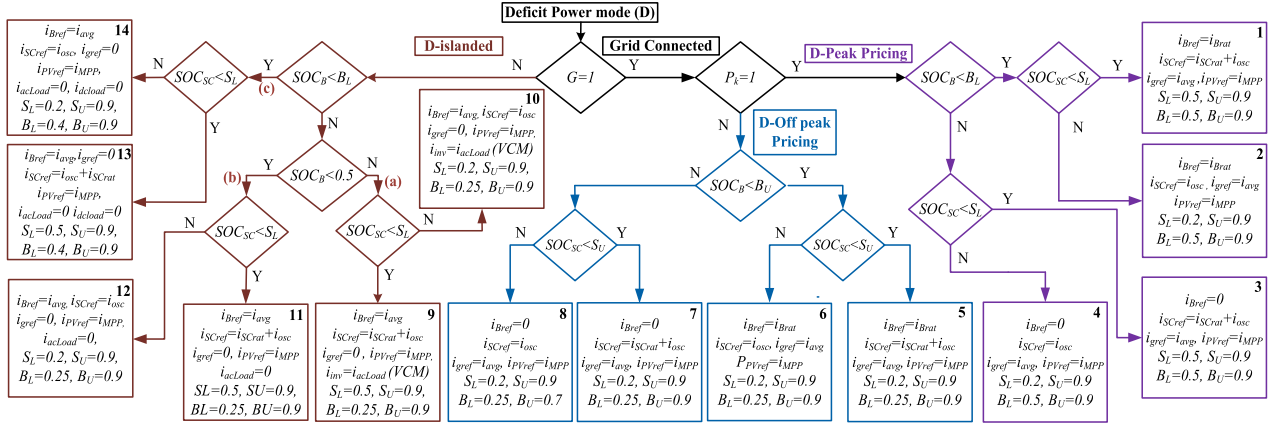 Deficit Power mode (D)
D-islanded
Grid Connected
D-Peak Pricing
G=1
N
Y
P_k=1
Y
N
D-Off peak
Pricing
SOC_B<B_L
Y
(c)
N
SOC_SC<S_L
N
Y
SOC_B<0.5
Y
(b)
N
(a)
SOC_SC<S_L
N
Y
SOC_SC<S_L
N
Y
SOC_B<B_U
N
Y
SOC_SC<S_U
N
Y
SOC_SC<S_U
N
Y
SOC_B<B_L
Y
N
SOC_SC<S_L
Y
N
SOC_SC<S_L
Y
N
14
i_Bref=i_avg
i_SCref=i_osc, i_gref=0
i_PVref=i_MPP,
i_acLoad=0, i_dcload=0
S_L=0.2, S_U=0.9,
B_L=0.4, B_U=0.9
13
i_Bref=i_avg,i_gref=0
i_SCref=i_osc+i_SCrat
i_PVref=i_MPP,
i_acLoad=0 i_dcload=0
S_L=0.5, S_U=0.9,
B_L=0.4, B_U=0.9
12
i_Bref=i_avg, i_SCref=i_osc
i_gref=0, i_PVref=i_MPP,
i_acLoad=0,
S_L=0.2, S_U=0.9,
B_L=0.25, B_U=0.9
11
i_Bref=i_avg
i_SCref=i_SCrat+i_osc
i_gref=0, i_PVref=i_MPP
i_acLoad=0
SL=0.5, SU=0.9,
BL=0.25, BU=0.9
9
i_Bref=i_avg
i_SCref=i_SCrat+i_osc
i_gref=0 , i_PVref=i_MPP,
i_inv=i_acLoad (VCM)
S_L=0.5, S_U=0.9,
B_L=0.25, B_U=0.9
10
i_Bref=i_avg, i_SCref=i_osc
i_gref=0, i_PVref=i_MPP,
i_inv=i_acLoad (VCM)
S_L=0.2, S_U=0.9,
B_L=0.25, B_U=0.9
8
i_Bref=0
i_SCref=i_osc
i_gref=i_avg, i_PVref=i_MPP
S_L=0.2, S_U=0.9
B_L=0.25, B_U=0.7
7
i_Bref=0
i_SCref=i_SCrat+i_osc
i_gref=i_avg, i_PVref=i_MPP
S_L=0.2, S_U=0.9
B_L=0.25, B_U=0.9
6
i_Bref=i_Brat
i_SCref=i_osc, i_gref=i_avg
P_PVref=i_MPP
S_L=0.2, S_U=0.9
B_L=0.25, B_U=0.9
5
i_Bref=i_Brat
i_SCref=i_SCrat+i_osc
i_gref=i_avg, i_PVref=i_MPP
S_L=0.2, S_U=0.9
B_L=0.25, B_U=0.9
4
i_Bref=0
i_SCref=i_osc
i_gref=i_avg, i_PVref=i_MPP
S_L=0.2, S_U=0.9
B_L=0.5, B_U=0.9
1
i_Bref=i_Brat
i_SCref=i_SCrat+i_osc
i_gref=i_avg ,i_PVref=i_MPP
S_L=0.5, S_U=0.9
B_L=0.5, B_U=0.9
2
i_Bref=i_Brat
i_SCref=i_osc , i_gref=i_avg
i_PVref=i_MPP
S_L=0.2, S_U=0.9
B_L=0.5, B_U=0.9
3
i_Bref=0
i_SCref=i_SCrat+i_osc
i_gref=i_avg, i_PVref=i_MPP
S_L=0.5, S_U=0.9
B_L=0.5, B_U=0.9